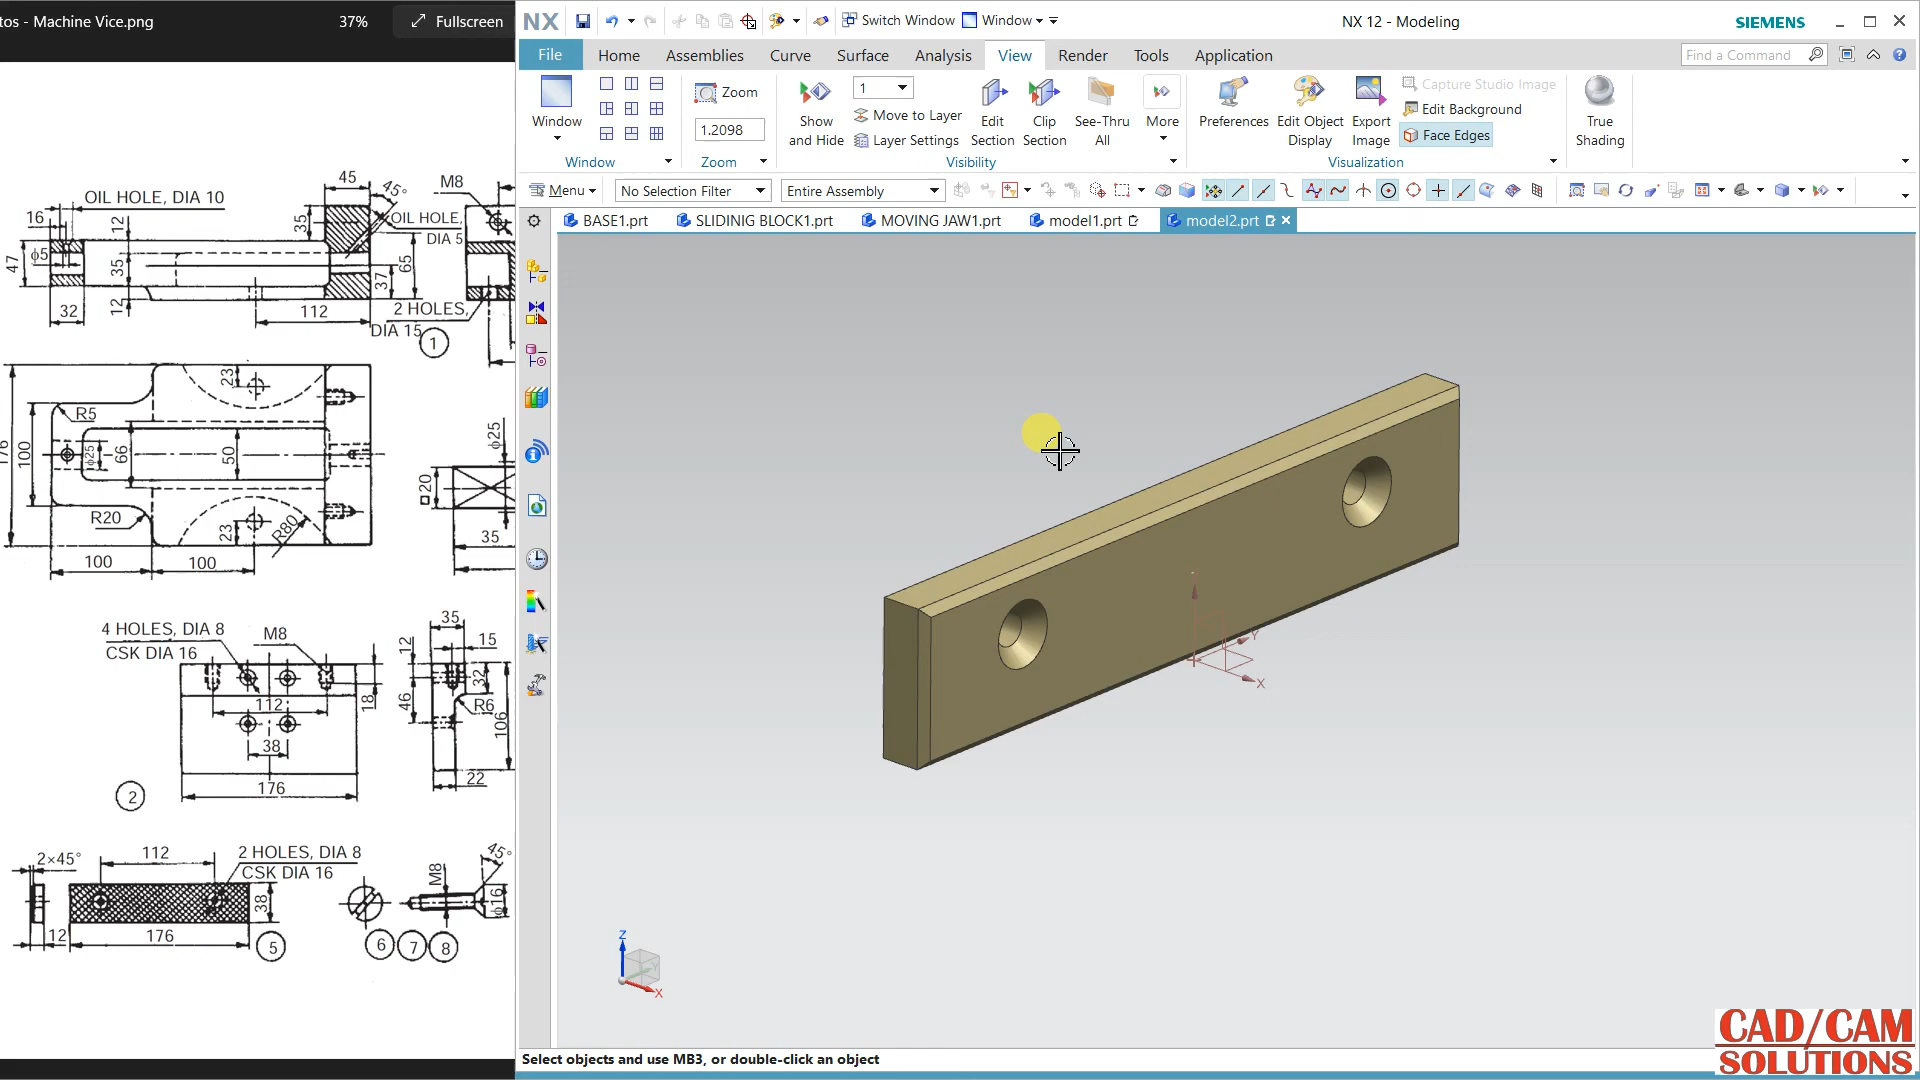 tos - Machine Vice.png
37%
Fullscreen
NX
Switch Window
Window
NX 12 - Modeling
SIEMENS
File
Home
Assemblies
Curve
Surface
Analysis
View
Render
Tools
Application
Find a Command
Window
Zoom
1.2098
Show
and Hide
1
Move to Layer
Layer Settings
Edit
Section
Clip
Section
See-Thru
All
More
Preferences
Edit Object
Display
Export
Image
Capture Studio Image
Edit Background
Face Edges
True
Shading
Window
Zoom
Visibility
Visualization
Menu
No Selection Filter
Entire Assembly
BASE1.prt
SLIDINIG BLOCK1.prt
MOVING JAW1.prt
model1.prt
model2.prt
45
45°
M8
OIL HOLE, DIA 10
16
12
35
OIL HOLE,
DIA 5
47
ϕ5
35
37
65
32
12
112
2 HOLES,
DIA 15
1
23
R5
176
100
ϕ25
66
50
ϕ25
20
R20
23
R80
35
100
100
4 HOLES, DIA 8
CSK DIA 16
M8
35
12
15
32
112
18
46
R6
106
38
22
176
2
2×45°
112
2 HOLES, DIA 8
CSK DIA 16
M8
45°
38
ϕ16
12
176
5
6
7
8
Y
X
Z
Y
X
Select objects and use MB3, or double-click an object
CAD/CAM
SOLUTIONS